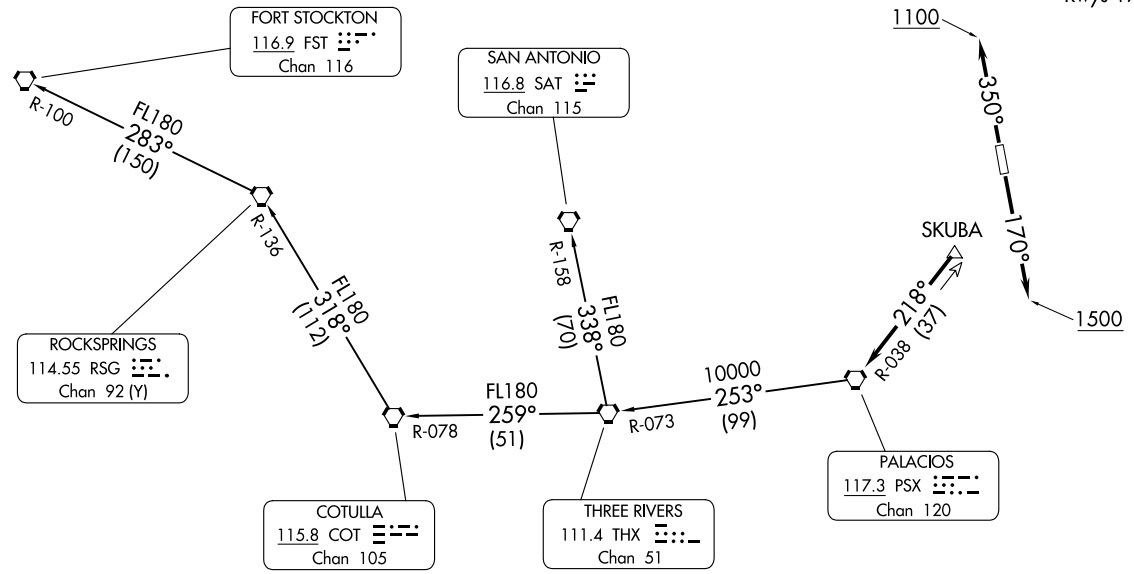 FORT STOCKTON
116.9 FST
Chan 116
R-100
FL180
283°
(150)
SAN ANTONIO
116.8 SAT
Chan 115
1100
350°
170°
1500
SKUBA
218°
(37)
R-038
R-136
FL180
318°
(112)
R-158
FL180
338°
(70)
ROCKSPRINGS
114.55 RSG
Chan 92 (Y)
10000
253°
(99)
R-073
FL180
259°
(51)
R-078
PALACIOS
117.3 PSX
Chan 120
COTULLA
115.8 COT
Chan 105
THREE RIVERS
111.4 THX
Chan 51